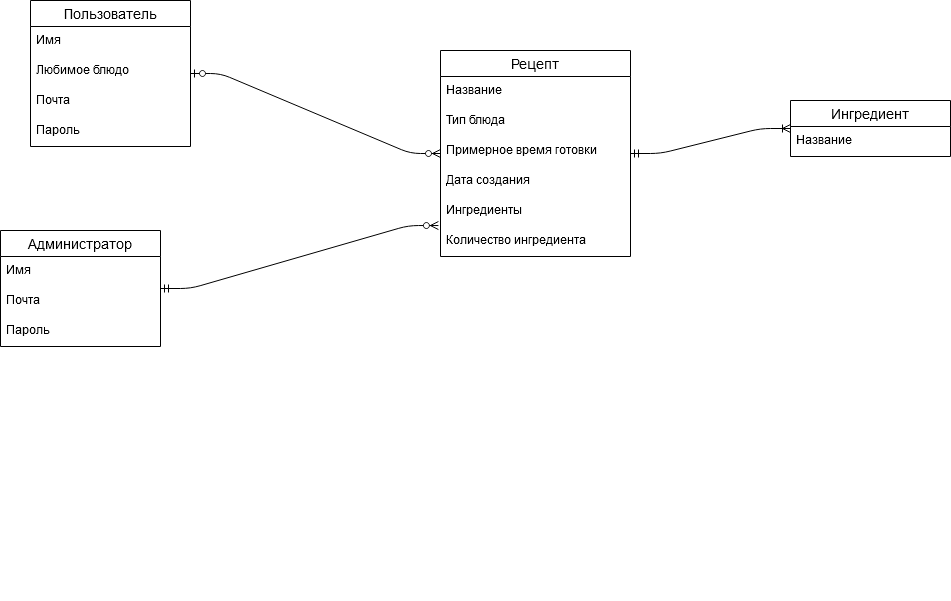 Пользователь
Имя
Любимое блюдо
Почта
Пароль
Рецепт
Название
Тип блюда
Примерное время готовки
Дата создания
Ингредиенты
Количество ингредиента
Ингредиент
Название
Администратор
Имя
Почта
Пароль